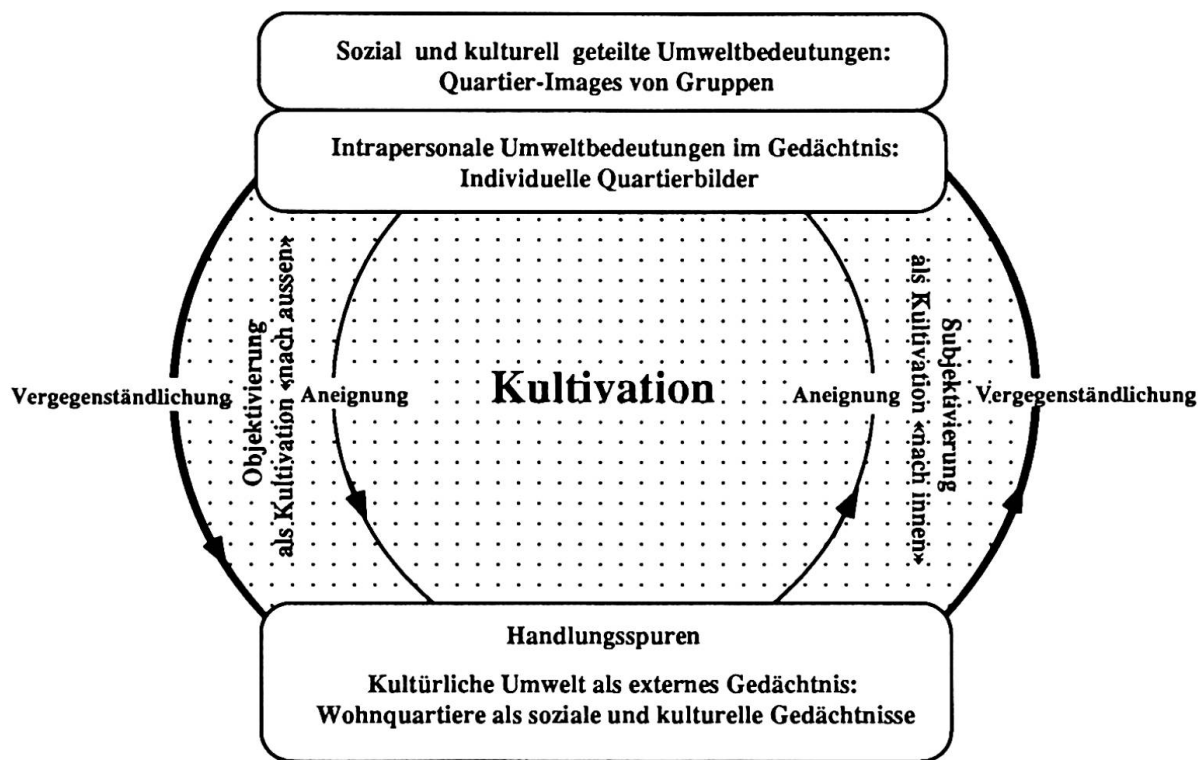 Sozial und kulturell geteilte Umweltbedeutungen:
Quartier-Images von Gruppen
Intrapersonale Umweltbedeutungen im Gedächtnis:
Individuelle Quartierbilder
Objektivierung
als Kultivation «nach aussen»
Subjektivierung
als Kultivation «nach innen»
Vergegenständlichung
Aneignung
Kultivation
Aneignung
Vergegenständlichung
Handlungsspuren
Kultürliche Umwelt als externes Gedächtnis:
Wohnquartiere als soziale und kulturelle Gedächtnisse